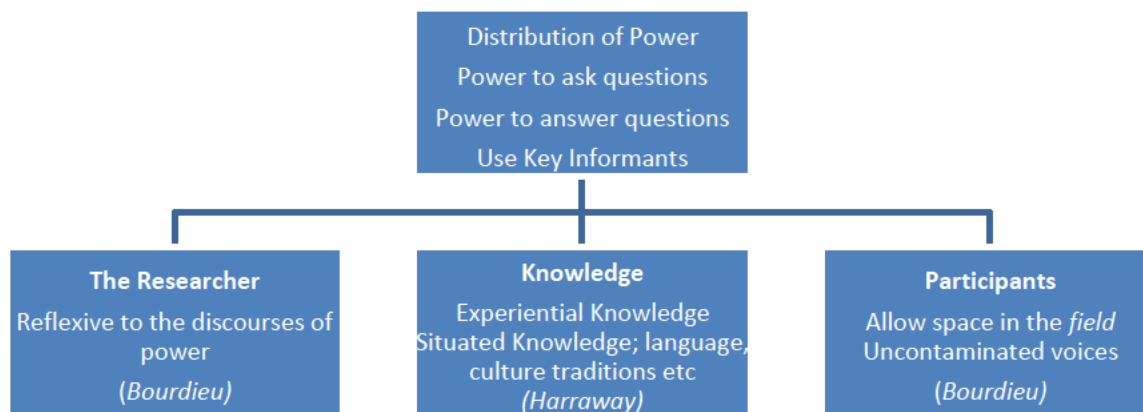 Distribution of Power
Power to ask questions
Power to answer questions
Use Key Informants
The Researcher
Reflexive to the discourses of
power
(Bourdieu)
Knowledge
Experiential Knowledge
Situated Knowledge; language,
culture traditions etc
(Harraway)
Participants
Allow space in the field
Uncontaminated voices
(Bourdieu)